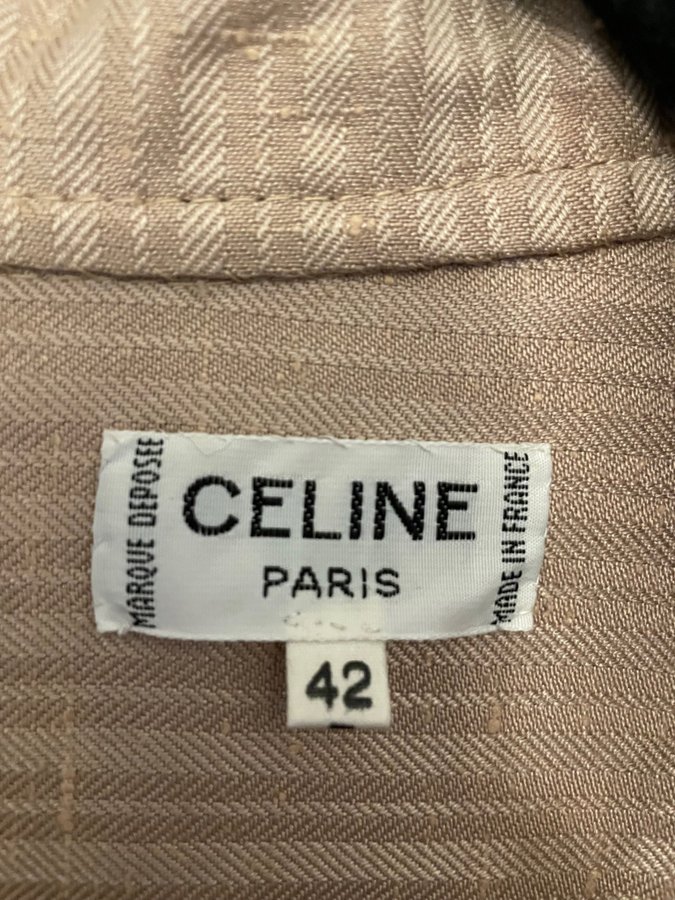 MARQUE DEPOSEE
CELINE
PARIS
MADE IN FRANCE
42